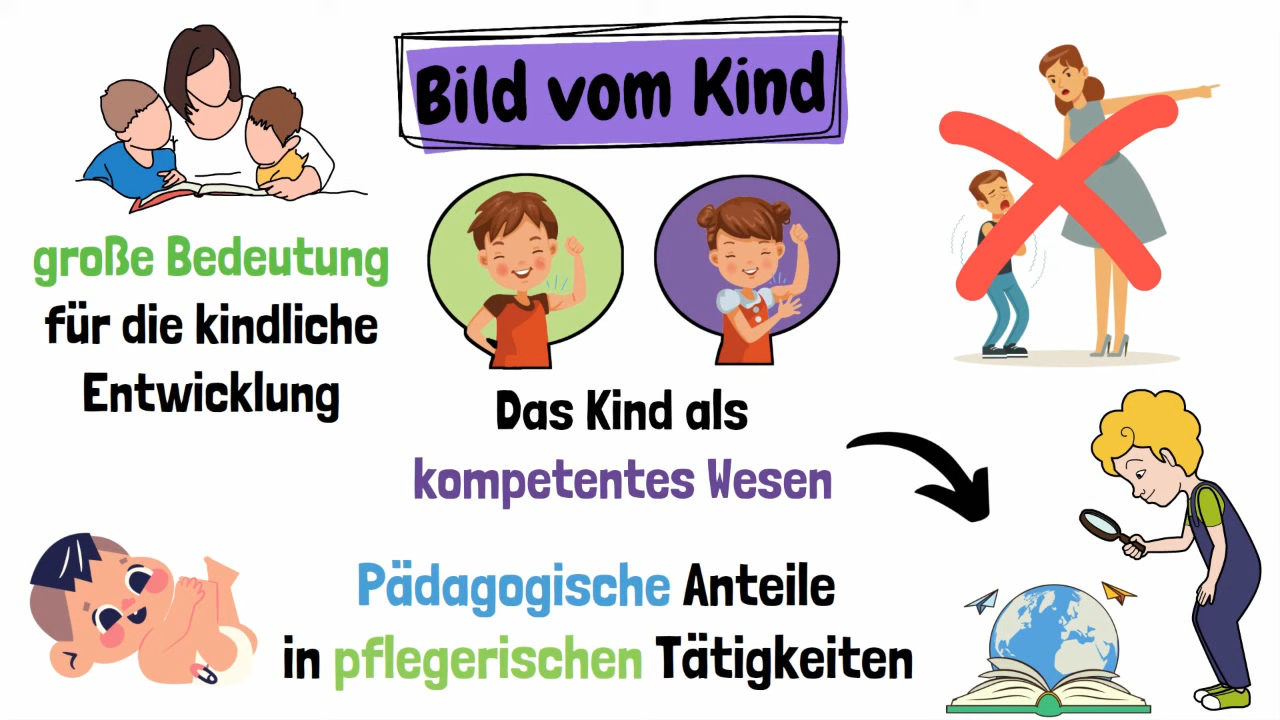 Bild vom Kind
große Bedeutung
für die kindliche
Entwicklung
Das Kind als
kompetentes Wesen
Pädagogische Anteile
in pflegerischen Tätigkeiten